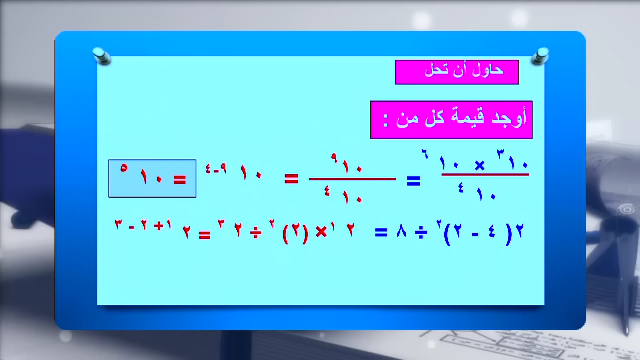 حاول أن تحل
أوجد قيمة كل من :
١٠^٣ × ١٠^٦ / ١٠^٤ = ١٠^٩ / ١٠^٤ = ١٠^٩-٤ = ١٠^٥
٢(٤ - ٢)^٢ ÷ ٨ = ٢^١ ×(٢)^٢ ÷ ٢^٣ = ٢^١+٢-٣